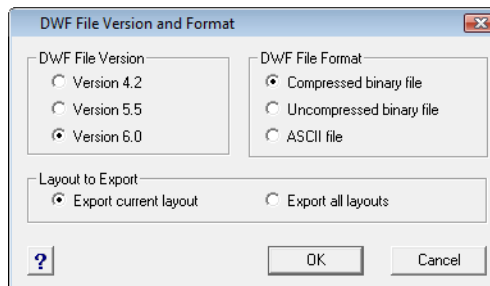 DWF File Version and Format
DWF File Version
Version 4.2
Version 5.5
Version 6.0
DWF File Format
Compressed binary file
Uncompressed binary file
ASCII file
Layout to Export
Export current layout
Export all layouts
?
OK
Cancel